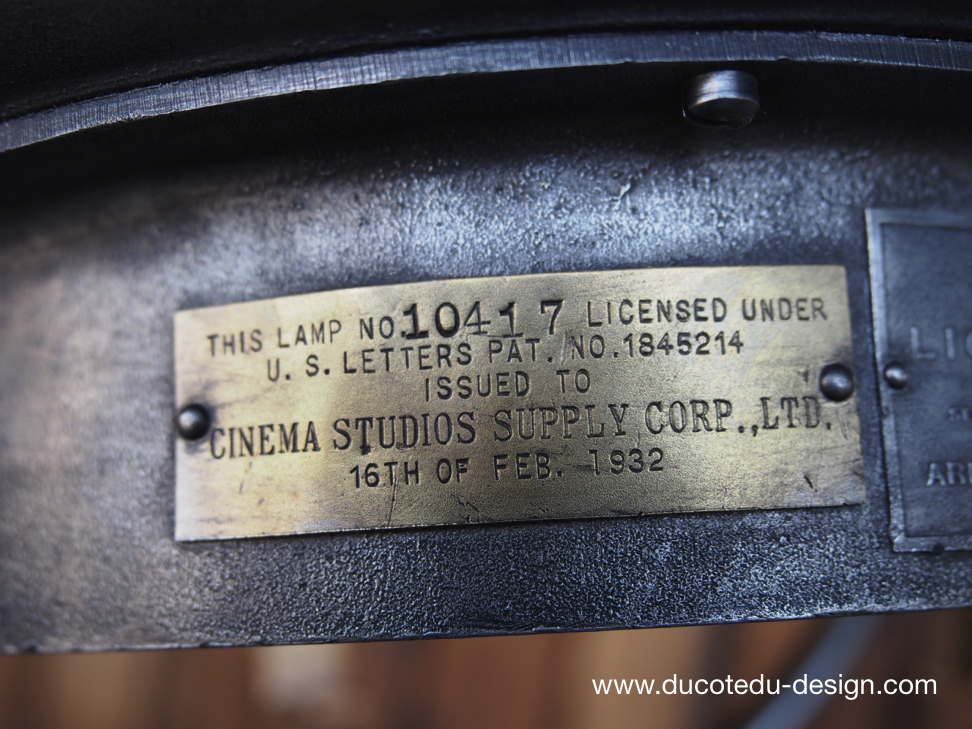 THIS LAMP NO.10417 LICENSED UNDER
U. S. LETTERS PAT. NO.1845214
ISSUED TO
CINEMA STUDIOS SUPPLY CORP.,LTD.
16TH OF FEB. 1932
www.ducotedu-design.com